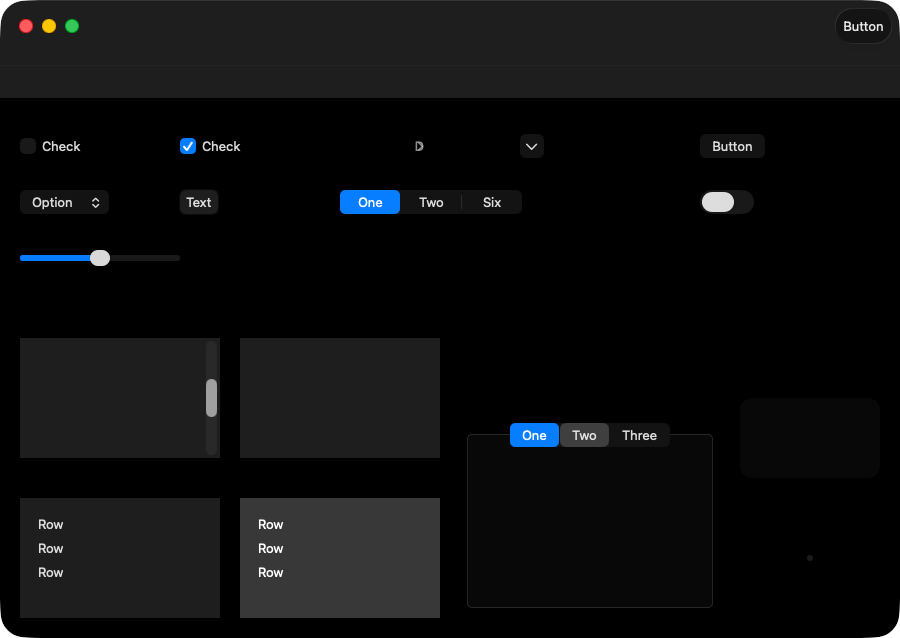 Button
Check
Check
Button
Option
Text
One
Two
Six
One
Two
Three
Row
Row
Row
Row
Row
Row